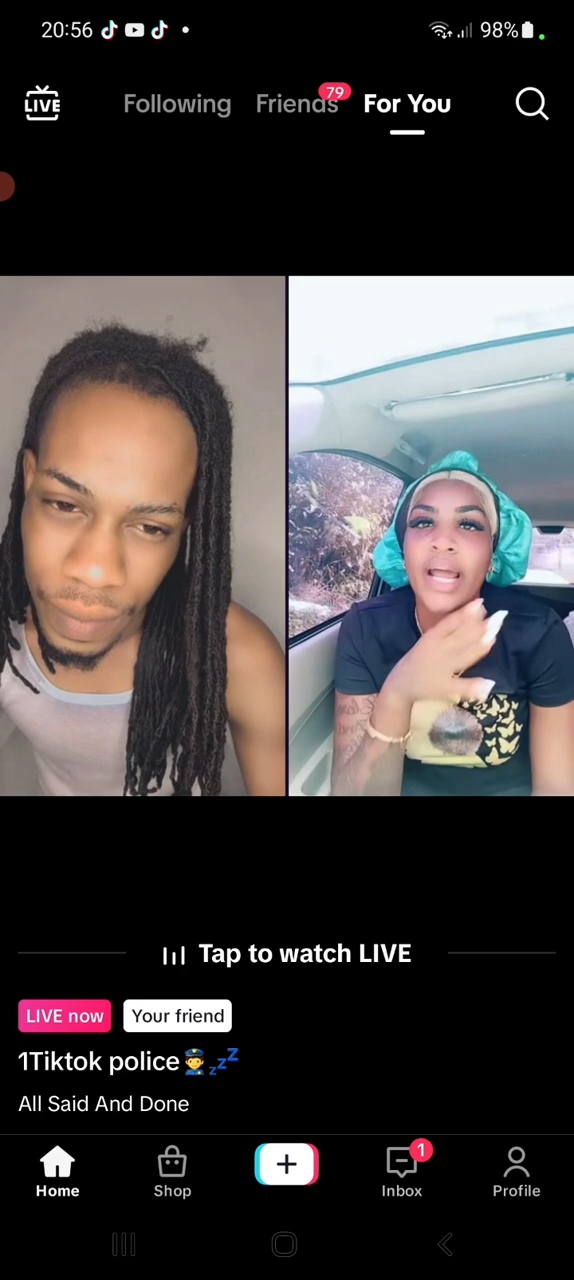 20:56
98%
LIVE
Following
Friends
79
For You
Tap to watch LIVE
LIVE now
Your friend
1Tiktok police👮💤
All Said And Done
1
Home
Shop
Inbox
Profile